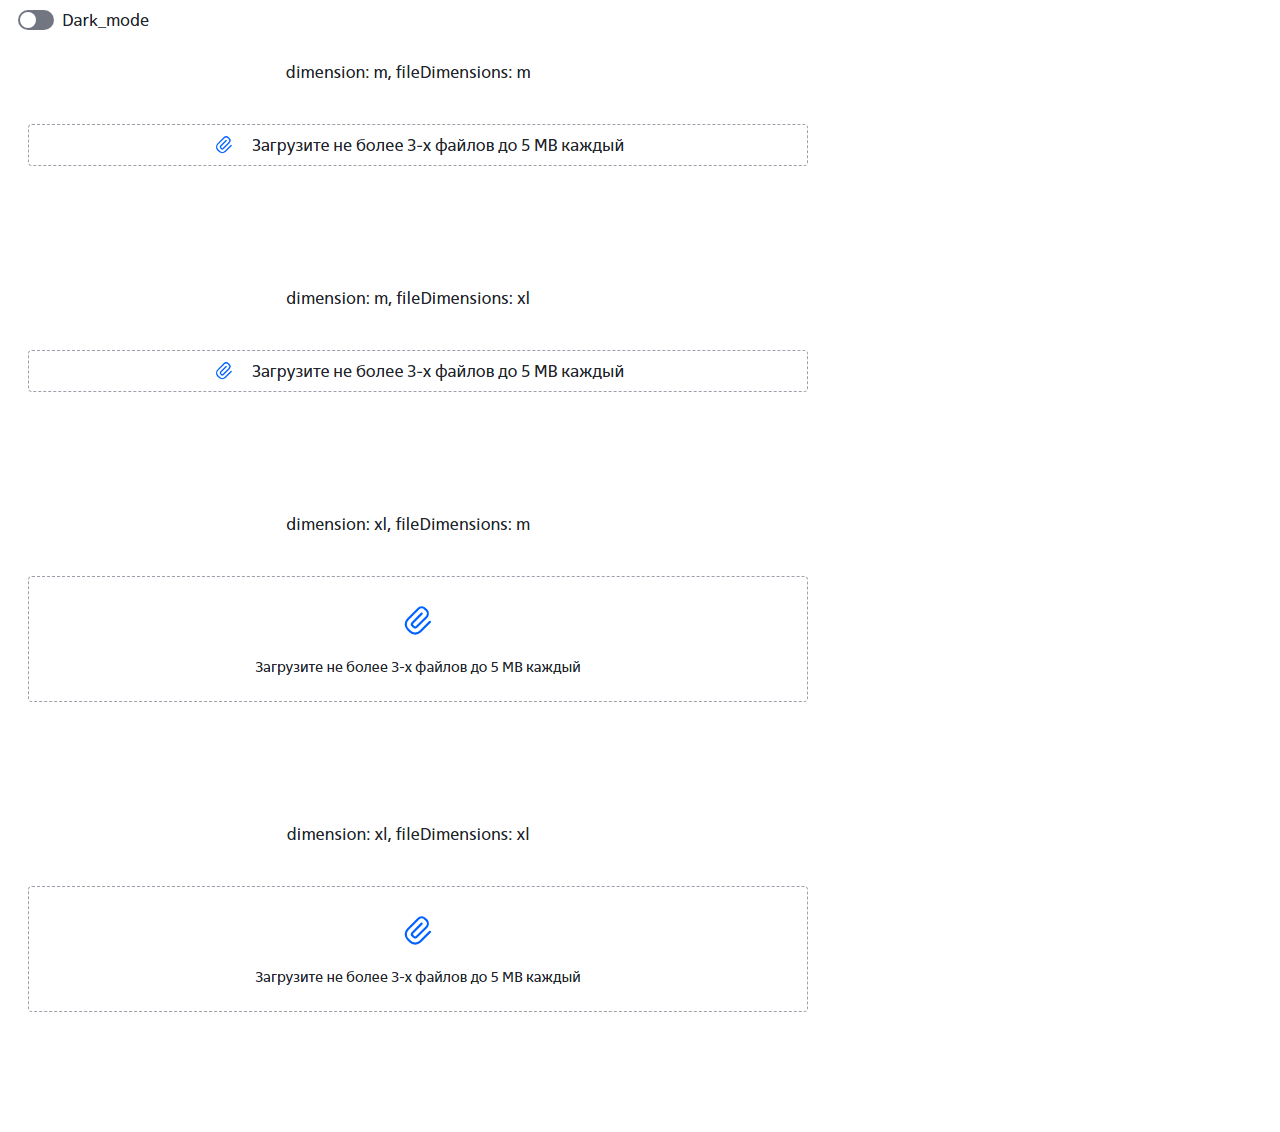 Dark_mode
dimension: m, fileDimensions: m
Загрузите не более 3-х файлов до 5 MB каждый
dimension: m, fileDimensions: xl
Загрузите не более 3-х файлов до 5 MB каждый
dimension: xl, fileDimensions: m
Загрузите не более 3-х файлов до 5 MB каждый
dimension: xl, fileDimensions: xl
Загрузите не более 3-х файлов до 5 MB каждый